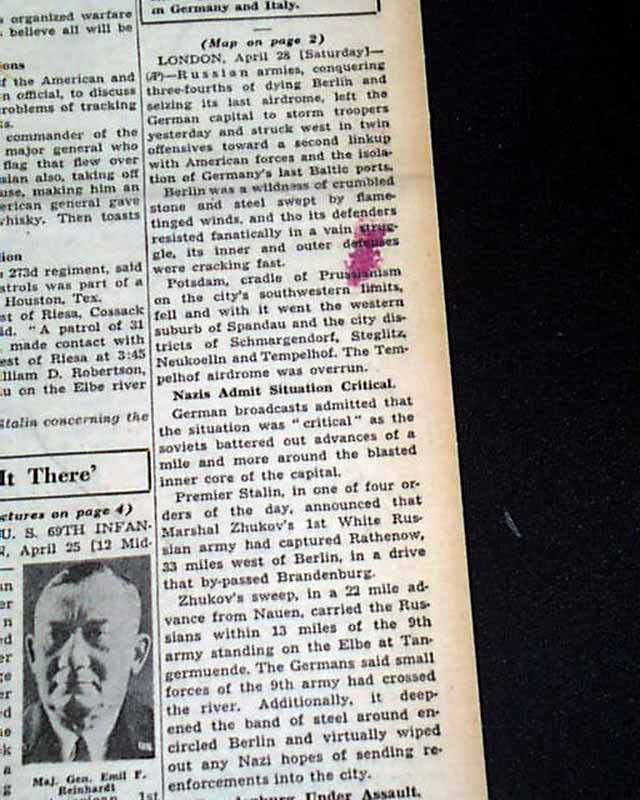 s organized warfare
s believe all will be
ions
f the American and
n official, to discuss
roblems of tracking
s.
commander of the
major general who
flag that flew over
sian also, taking off
use, making him an
erican general gave
whisky. Then toasts
ion
273d regiment, said
atrols was part of a
Houston, Tex.
st of Riesa, Cossack
id. "A patrol of 31
made contact with
est of Riesa at 3:45
lliam D. Robertson,
u on the Elbe river
Stalin concerning the
It There'
ctures on page 4)
U. S. 69TH INFAN-
N, April 25 [12 Mid-
Maj. Gen. Emil F.
Reinhardt
in Germany and Italy.
(Map on page 2)
LONDON, April 28 [Saturday]—
(AP)—Russian armies, conquering
three-fourths of dying Berlin and
seizing its last airdrome, left the
German capital to storm troopers
yesterday and struck west in twin
offensives toward a second linkup
with American forces and the isola-
tion of Germany's last Baltic ports.
Berlin was a wildness of crumbled
stone and steel swept by flame-
tinged winds, and tho its defenders
resisted fanatically in a vain strug-
gle, its inner and outer defenses
were cracking fast.
Potsdam, cradle of Prussianism
on the city's southwestern limits,
fell and with it went the western
suburb of Spandau and the city dis-
tricts of Schmargendorf, Steglitz,
Neukoelln and Tempelhof. The Tem-
pelhof airdrome was overrun.
Nazis Admit Situation Critical.
German broadcasts admitted that
the situation was "critical" as the
soviets battered out advances of a
mile and more around the blasted
inner core of the capital.
Premier Stalin, in one of four or-
ders of the day, announced that
Marshal Zhukov's 1st White Rus-
sian army had captured Rathenow,
33 miles west of Berlin, in a drive
that by-passed Brandenburg.
Zhukov's sweep, in a 22 mile ad-
vance from Nauen, carried the Rus-
sians within 13 miles of the 9th
army standing on the Elbe at Tan-
germuende. The Germans said small
forces of the 9th army had crossed
the river. Additionally, it deep-
ened the band of steel around en-
circled Berlin and virtually wiped
out any Nazi hopes of sending re-
enforcements into the city.
Under Assault.